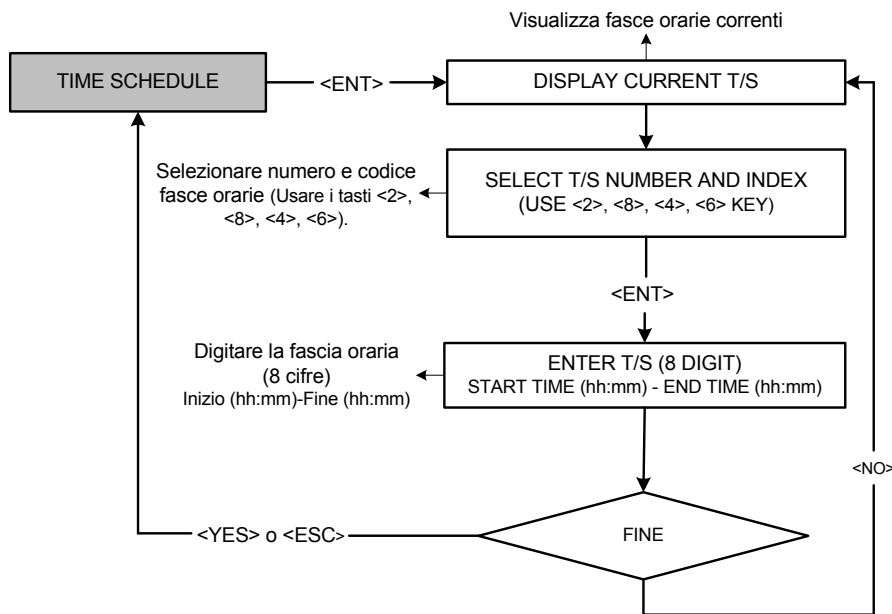 Visualizza fasce orarie correnti
TIME SCHEDULE
<ENT>
DISPLAY CURRENT T/S
Selezionare numero e codice
fasce orarie (Usare i tasti <2>,
<8>, <4>, <6>).
SELECT T/S NUMBER AND INDEX
(USE <2>, <8>, <4>, <6> KEY)
<ENT>
Digitare la fascia oraria
(8 cifre)
Inizio (hh:mm)-Fine (hh:mm)
ENTER T/S (8 DIGIT)
START TIME (hh:mm) - END TIME (hh:mm)
<NO>
<YES> o <ESC>
FINE